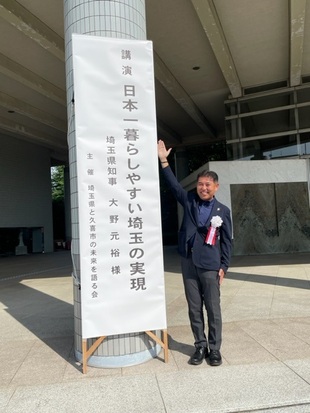 講演 日本一暮らしやすい埼玉の実現
埼玉県知事 大野元裕 様
主催 埼玉県と久喜市の未来を語る会